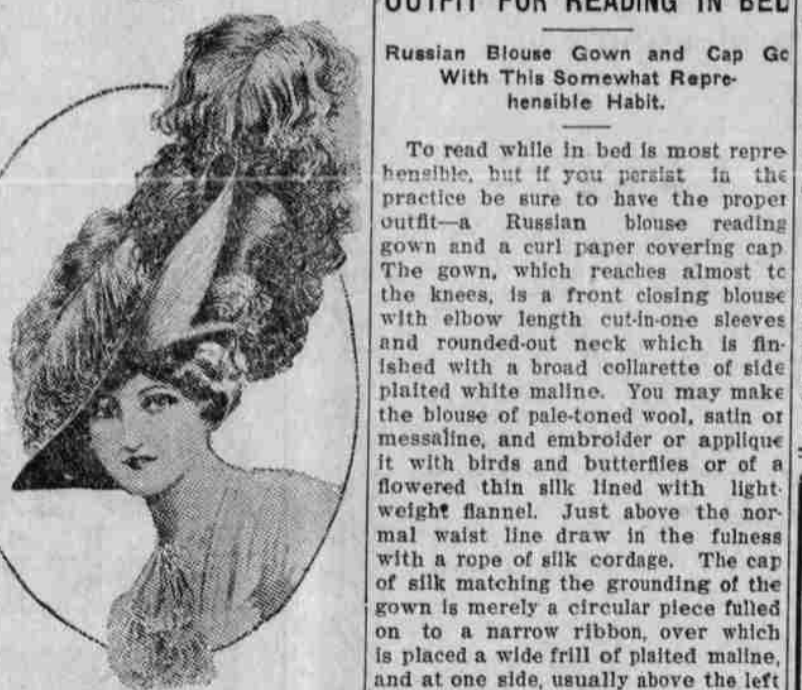 OUTFIT FOR READING IN BED
Russian Blouse Gown and Cap Go
With This Somewhat Repre-
hensible Habit.
To read while in bed is most repre-
hensible, but if you persist in the
practice be sure to have the proper
outfit—a Russian blouse reading
gown and a curl paper covering cap
The gown, which reaches almost to
the knees, is a front closing blouse
with elbow length cut-in-one sleeves
and rounded-out neck which is fin-
ished with a broad collarette of side
plaited white maline. You may make
the blouse of pale-toned wool, satin or
messaline, and embroider or applique
it with birds and butterflies or of a
flowered thin silk lined with light-
weight flannel. Just above the nor-
mal waist line draw in the fulness
with a rope of silk cordage. The cap
of silk matching the grounding of the
gown is merely a circular piece fulled
on to a narrow ribbon, over which
is placed a wide frill of plaited maline,
and at one side, usually above the left